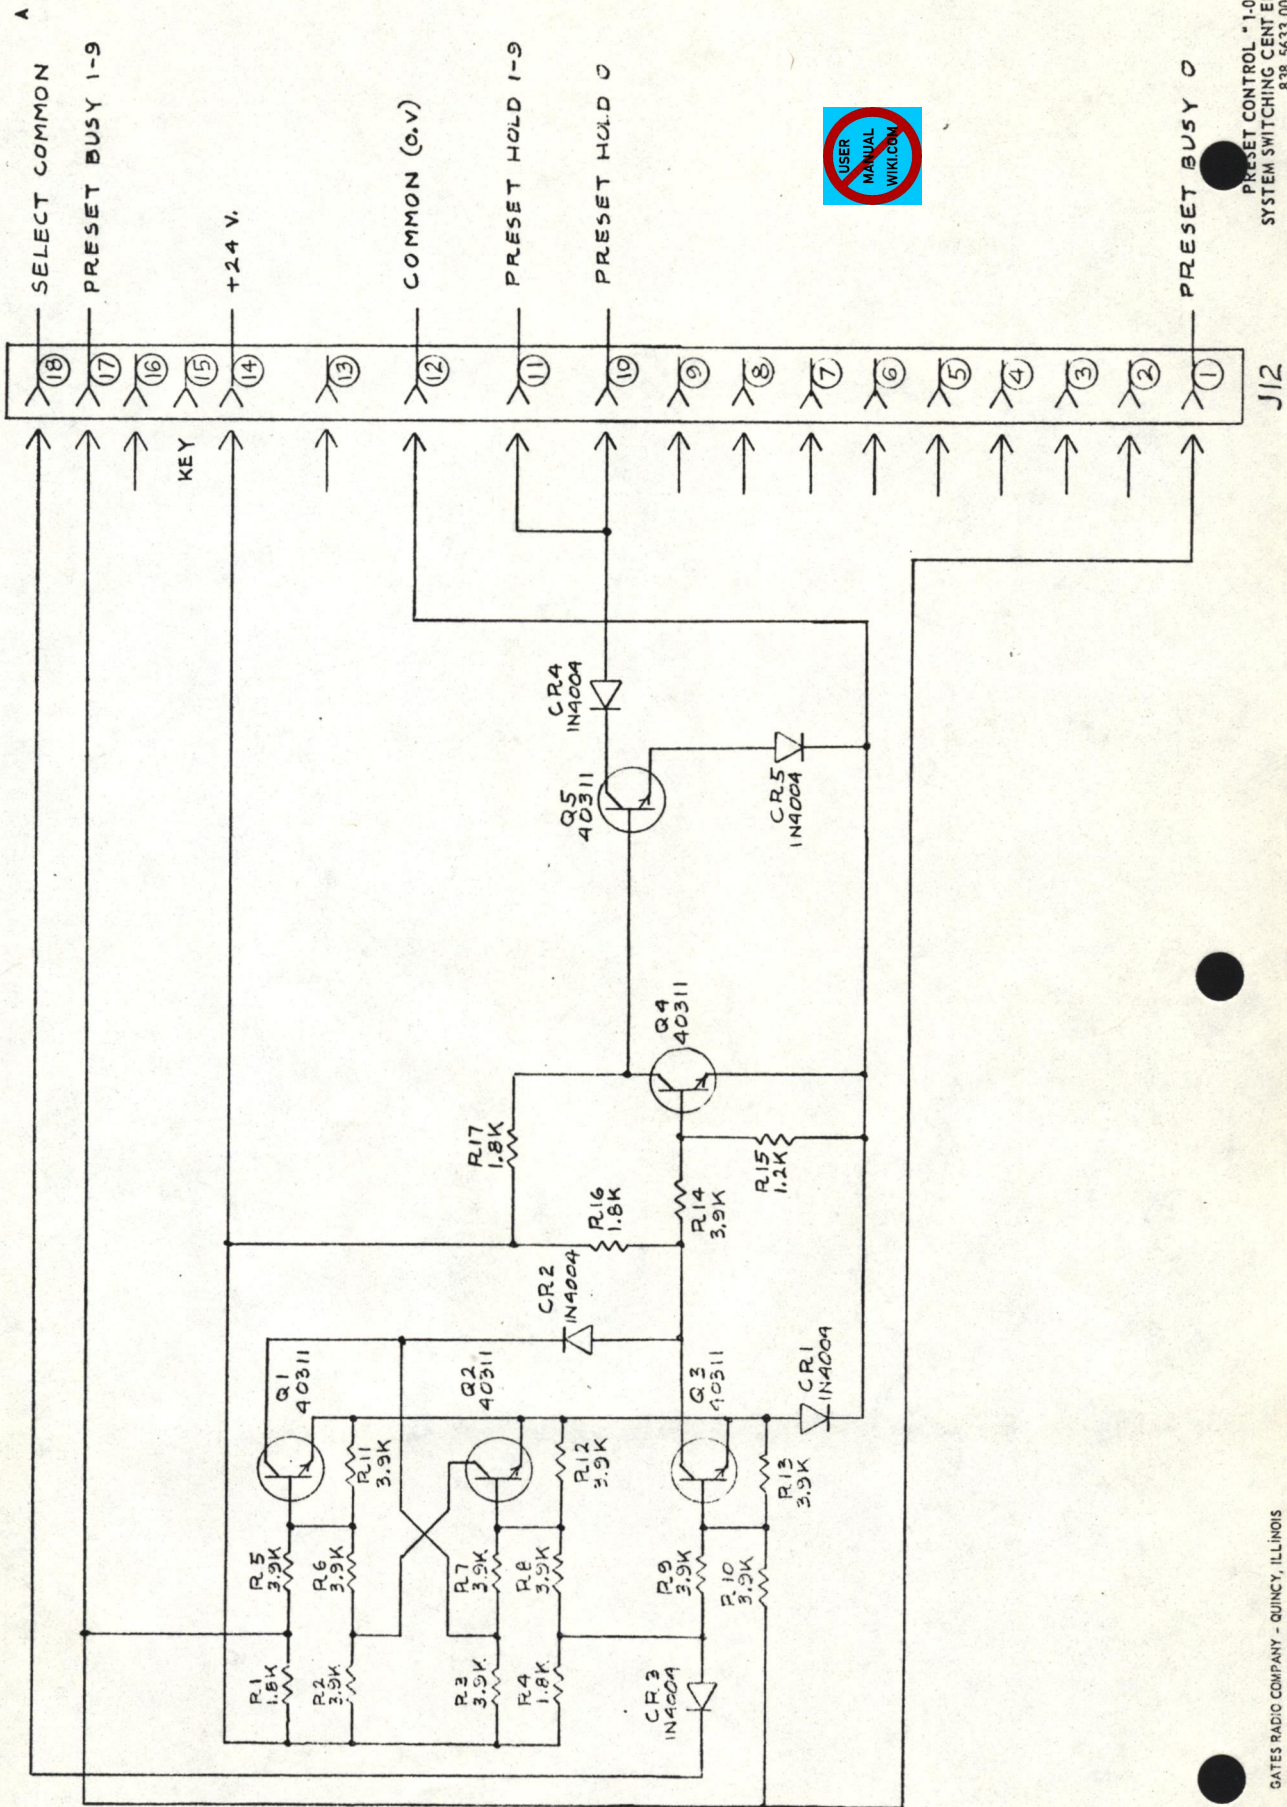 A
SELECT COMMON
PRESET BUSY 1-9
+24 V.
COMMON (0.V)
PRESET HOLD 1-9
PRESET HOLD 0
PRESET BUSY 0
18
17
16
15
14
13
12
11
10
9
8
7
6
5
4
3
2
1
J12
KEY
USER
MANUAL
WIKI.COM
CR4
1N4004
Q5
40311
CR5
1N4004
Q4
40311
R17
1.8K
R16
1.8K
R14
3.9K
R15
1.2K
CR2
1N4004
Q1
40311
Q2
40311
Q3
40311
CR1
1N4004
R11
3.9K
R12
3.9K
R13
3.9K
R5
3.9K
R6
3.9K
R7
3.9K
R8
3.9K
R9
3.9K
R10
3.9K
R1
1.8K
R2
3.9K
R3
3.9K
R4
1.8K
CR3
1N4004
PRESET CONTROL "1-0
SYSTEM SWITCHING CENTE
GATES RADIO COMPANY - QUINCY, ILLINOIS